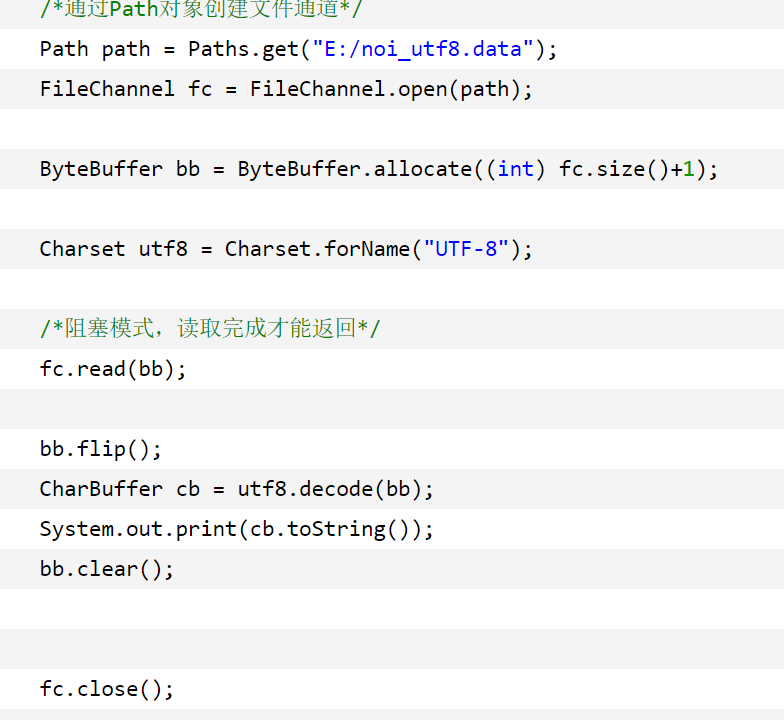 /*通过Path对象创建文件通道*/
Path path = Paths.get("E:/noi_utf8.data");
FileChannel fc = FileChannel.open(path);
ByteBuffer bb = ByteBuffer.allocate((int) fc.size()+1);
Charset utf8 = Charset.forName("UTF-8");
/*阻塞模式，读取完成才能返回*/
fc.read(bb);
bb.flip();
CharBuffer cb = utf8.decode(bb);
System.out.print(cb.toString());
bb.clear();
fc.close();